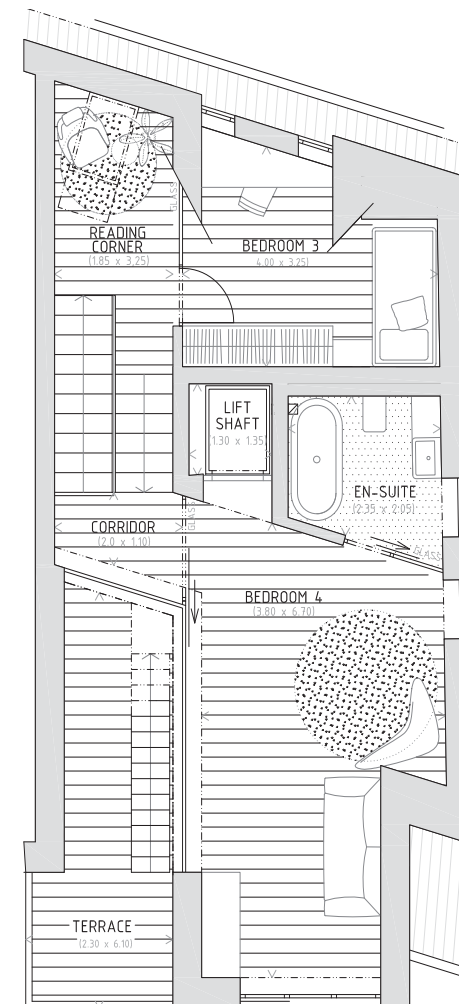 GLASS
READING
CORNER
(1.85 x 3.25)
BEDROOM 3
4.00 x 3.25)
LIFT
SHAFT
(1.30 x 1.35)
EN-SUITE
(2.35 x 2.05)
GLASS
CORRIDOR
(2.0 x 1.10)
GLASS
BEDROOM 4
(3.80 x 6.70)
TERRACE
(2.30 x 6.10)